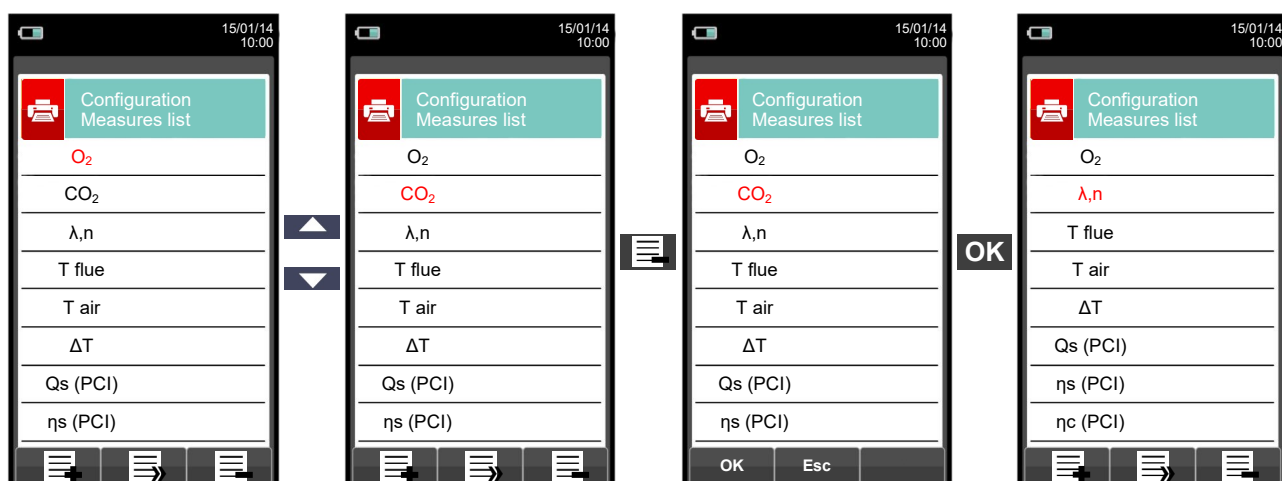 15/01/14
10:00
Configuration
Measures list
O₂
CO₂
λ,n
T flue
T air
ΔT
Qs (PCI)
ηs (PCI)
15/01/14
10:00
Configuration
Measures list
O₂
CO₂
λ,n
T flue
T air
ΔT
Qs (PCI)
ηs (PCI)
15/01/14
10:00
Configuration
Measures list
O₂
CO₂
λ,n
T flue
T air
ΔT
Qs (PCI)
ηs (PCI)
OK Esc
OK
15/01/14
10:00
Configuration
Measures list
O₂
λ,n
T flue
T air
ΔT
Qs (PCI)
ηs (PCI)
ηc (PCI)